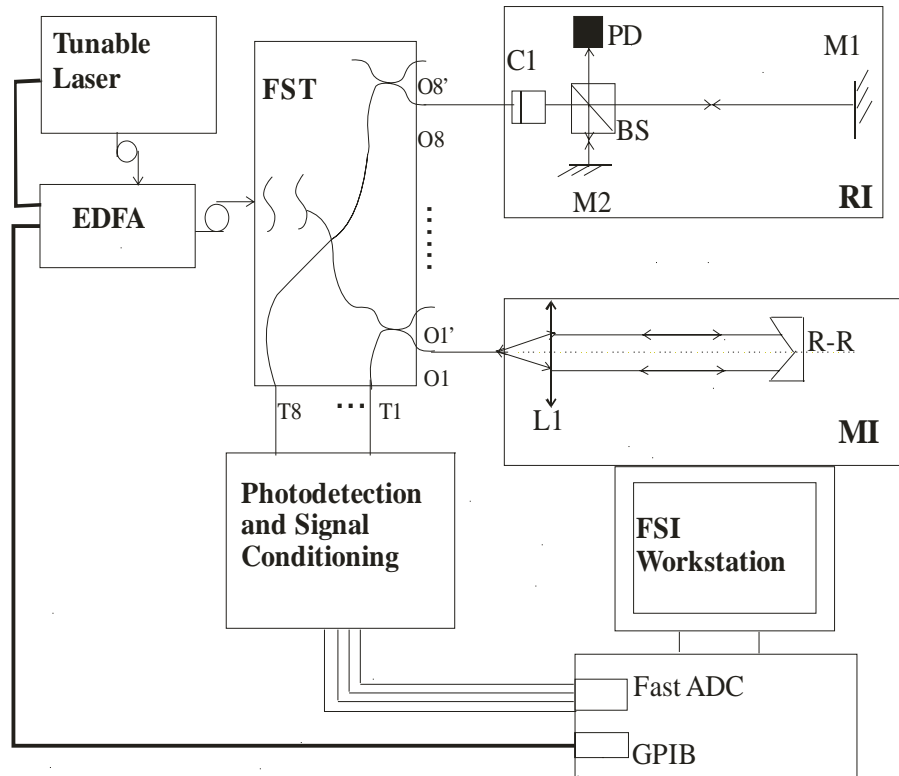 Tunable
Laser
EDFA
FST
O8'
O8
O1'
O1
T8
T1
C1
PD
BS
M1
M2
RI
L1
R-R
MI
Photodetection
and Signal
Conditioning
FSI
Workstation
Fast ADC
GPIB